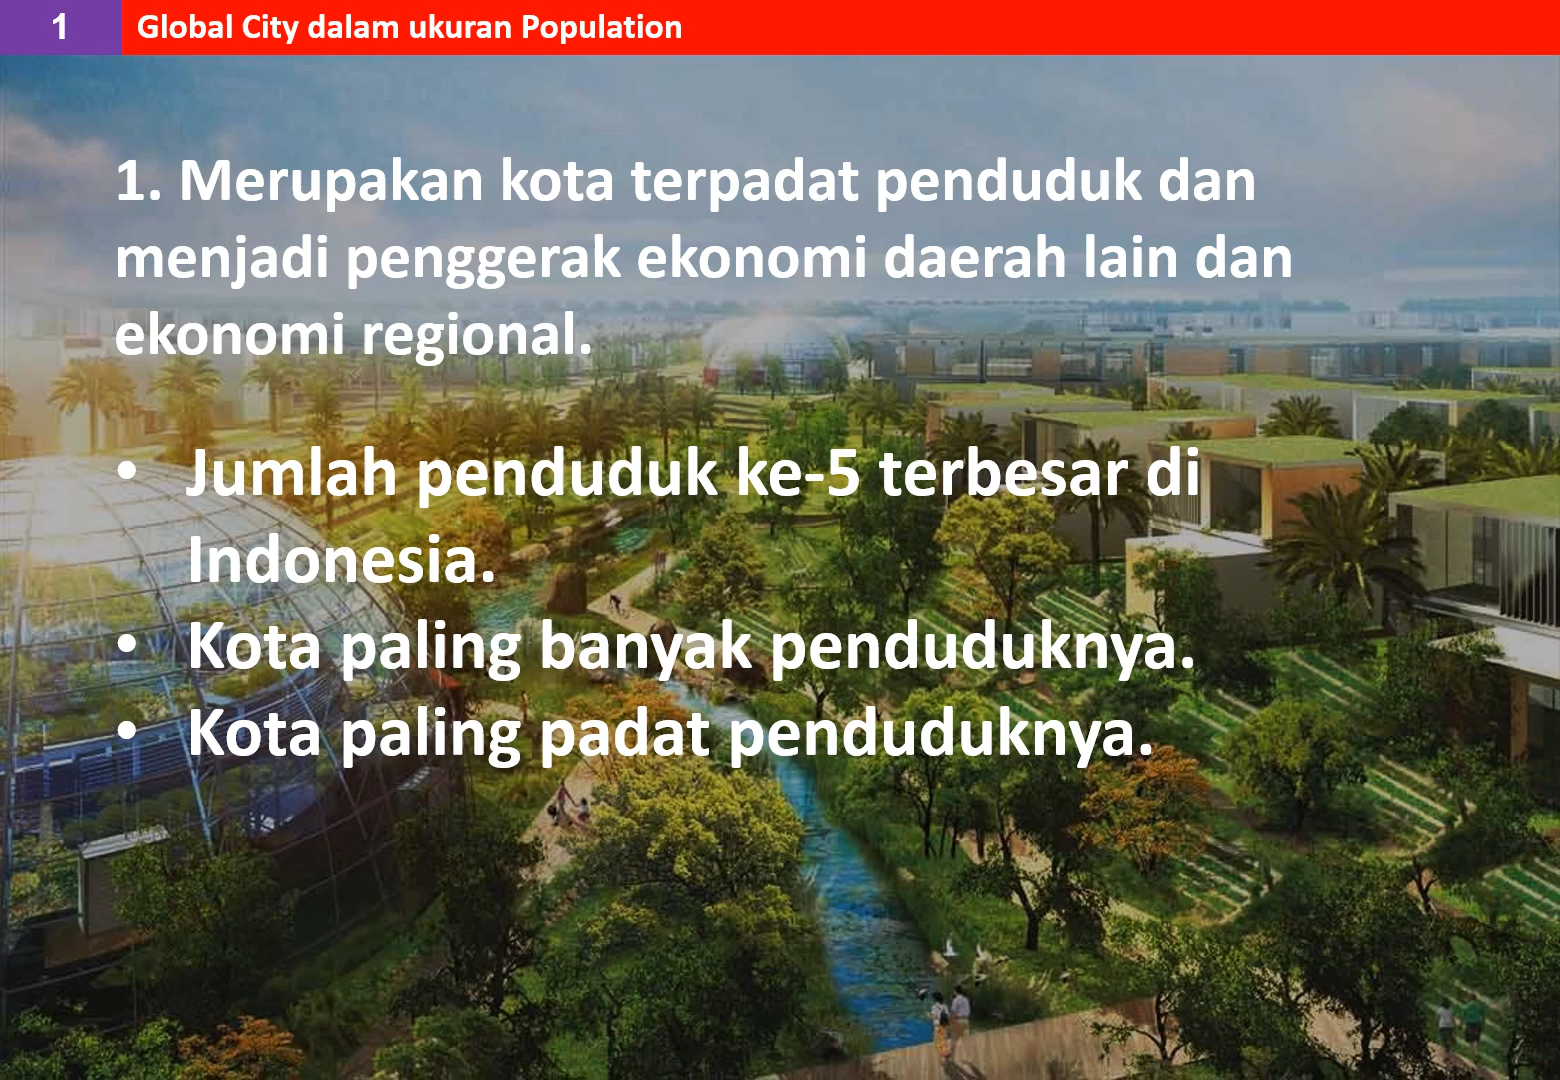 1
Global City dalam ukuran Population
1. Merupakan kota terpadat penduduk dan
menjadi penggerak ekonomi daerah lain dan
ekonomi regional.
• Jumlah penduduk ke-5 terbesar di
Indonesia.
• Kota paling banyak penduduknya.
• Kota paling padat penduduknya.